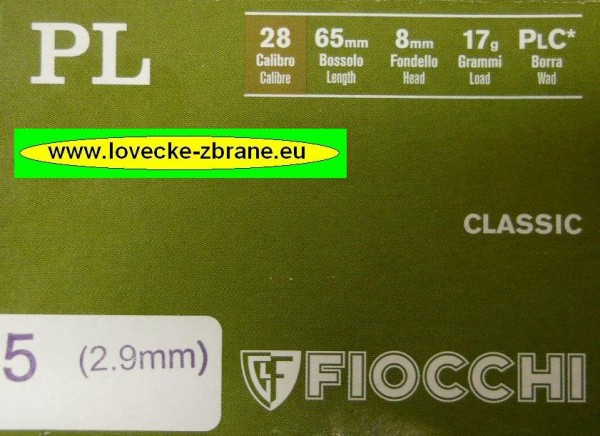 PL
28 65mm 8mm 17g PLC*
Calibro Bossolo Fondello Grammi Borra
Calibre Length Head Load Wad
www.lovecke-zbrane.eu
CLASSIC
5 (2.9mm)
FIOCCHI